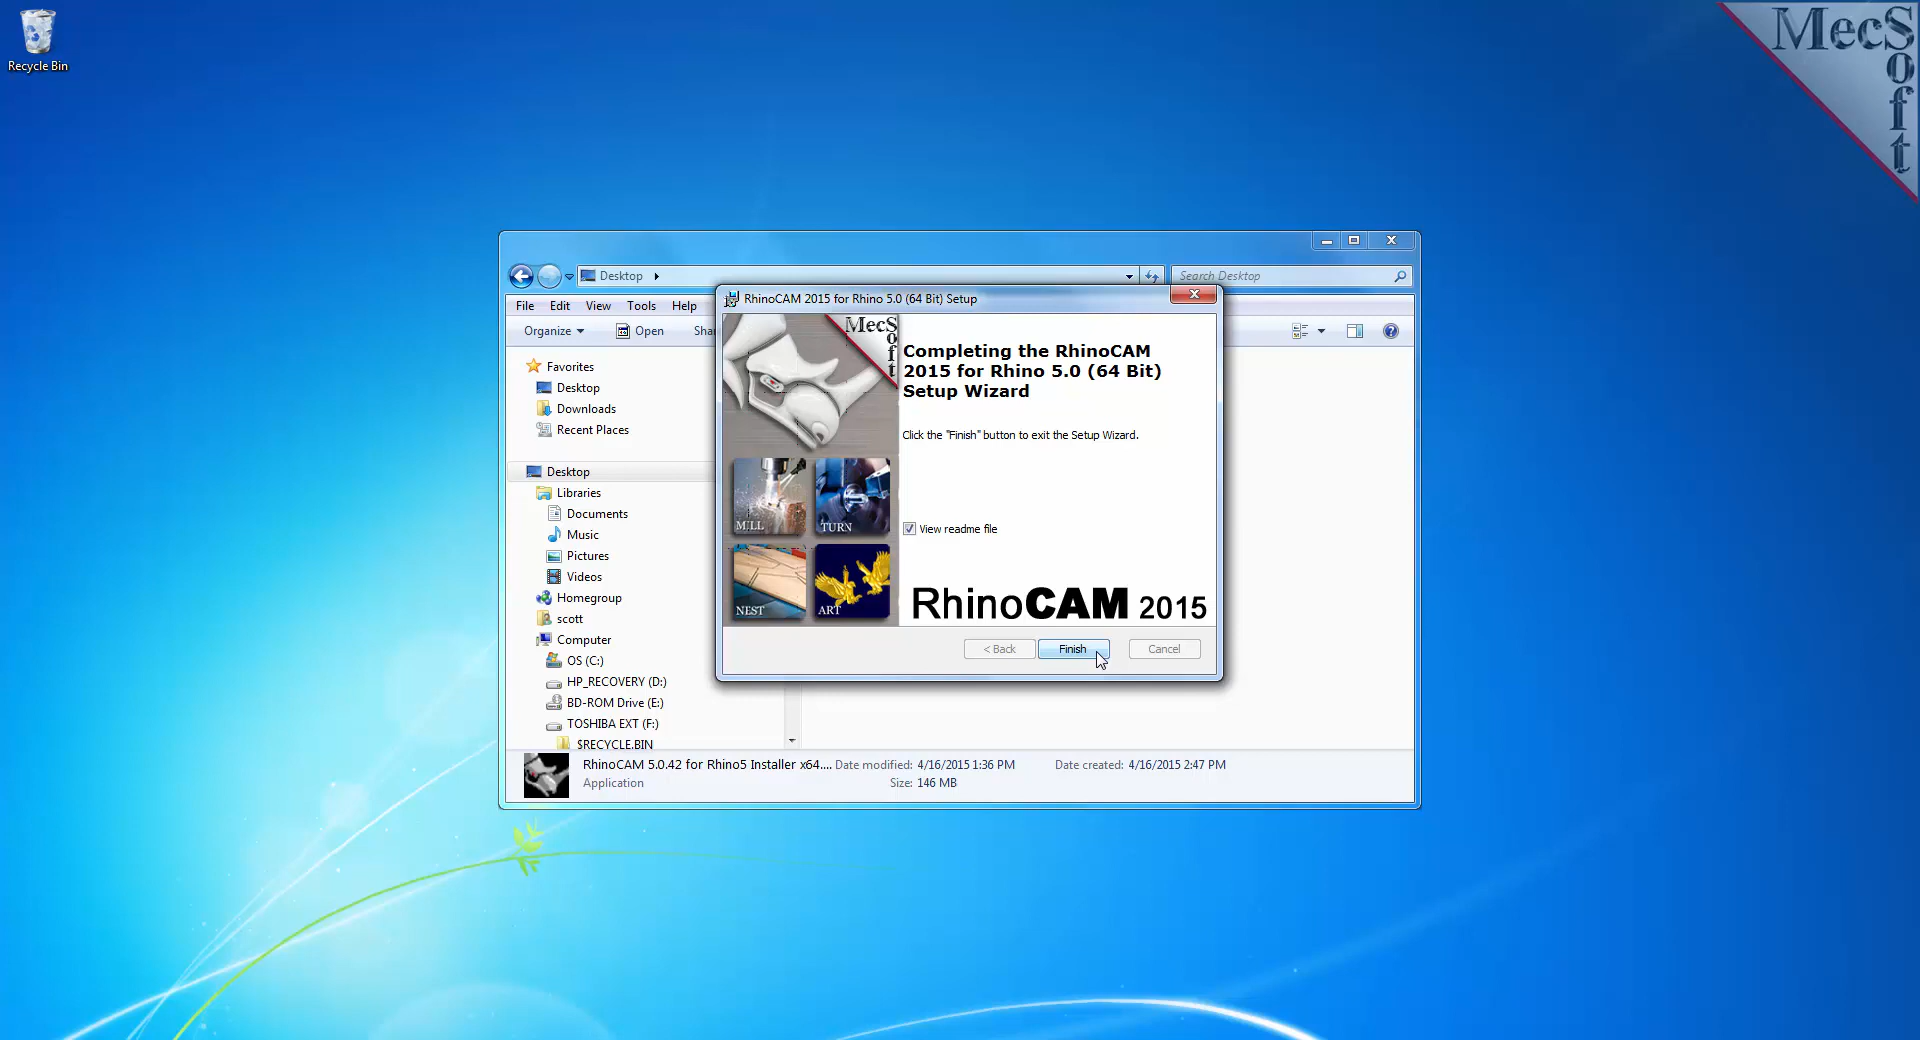 Recycle Bin
MecSoft
Desktop
Search Desktop
File Edit View Tools Help
Organize Open Shar
RhinoCAM 2015 for Rhino 5.0 (64 Bit) Setup
MecSoft
Completing the RhinoCAM
2015 for Rhino 5.0 (64 Bit)
Setup Wizard
Click the "Finish" button to exit the Setup Wizard.
MILL
TURN
NEST
ART
View readme file
RhinoCAM 2015
< Back
Finish
Cancel
Favorites
Desktop
Downloads
Recent Places
Desktop
Libraries
Documents
Music
Pictures
Videos
Homegroup
scott
Computer
OS (C:)
HP_RECOVERY (D:)
BD-ROM Drive (E:)
TOSHIBA EXT (F:)
$RECYCLE.BIN
RhinoCAM 5.0.42 for Rhino5 Installer x64.... Date modified: 4/16/2015 1:36 PM Date created: 4/16/2015 2:47 PM
Application Size: 146 MB